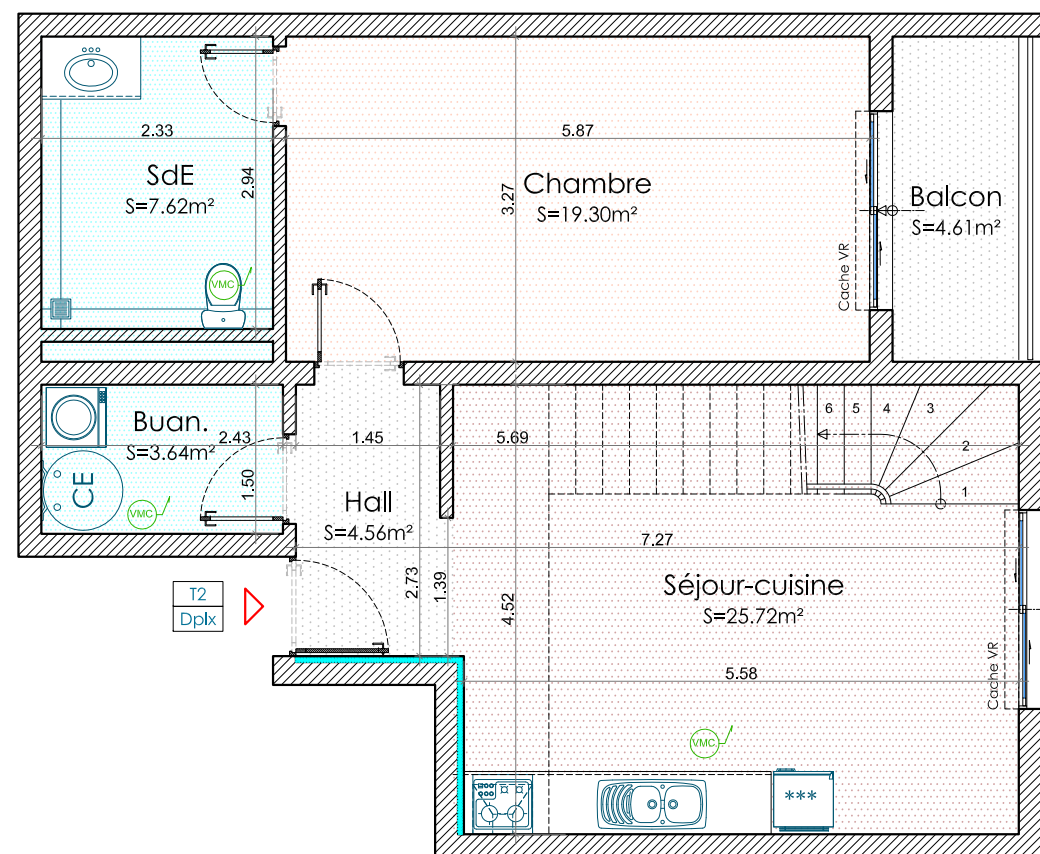 2.33
5.87
SdE
S=7.62m²
2.94
3.27
Chambre
S=19.30m²
Balcon
S=4.61m²
VMC
Cache VR
Buan.
S=3.64m²
2.43
1.50
CE
VMC
1.45
5.69
6
5
4
3
2
1
Hall
S=4.56m²
7.27
2.73
1.39
4.52
Séjour-cuisine
S=25.72m²
T2
Dplx
5.58
Cache VR
VMC
***